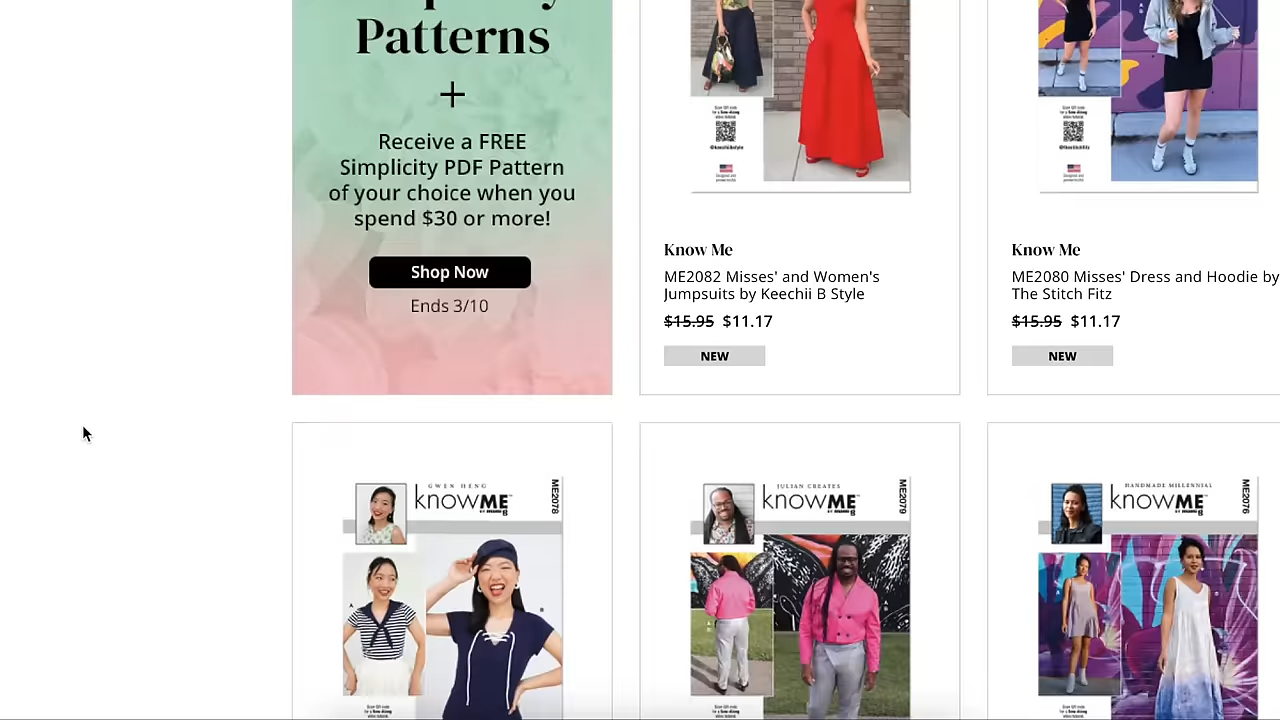 Patterns
+
Receive a FREE
Simplicity PDF Pattern
of your choice when you
spend $30 or more!
Shop Now
Ends 3/10
@keechiibstyle
Know Me
ME2082 Misses' and Women's
Jumpsuits by Keechii B Style
$15.95 $11.17
NEW
Know Me
ME2080 Misses' Dress and Hoodie by
The Stitch Fitz
$15.95 $11.17
NEW
GWEN HENG
knowME
ME2078
A
B
JULIAN CREATES
knowME
ME2079
HANDMADE MILLENNIAL
knowME
ME2076